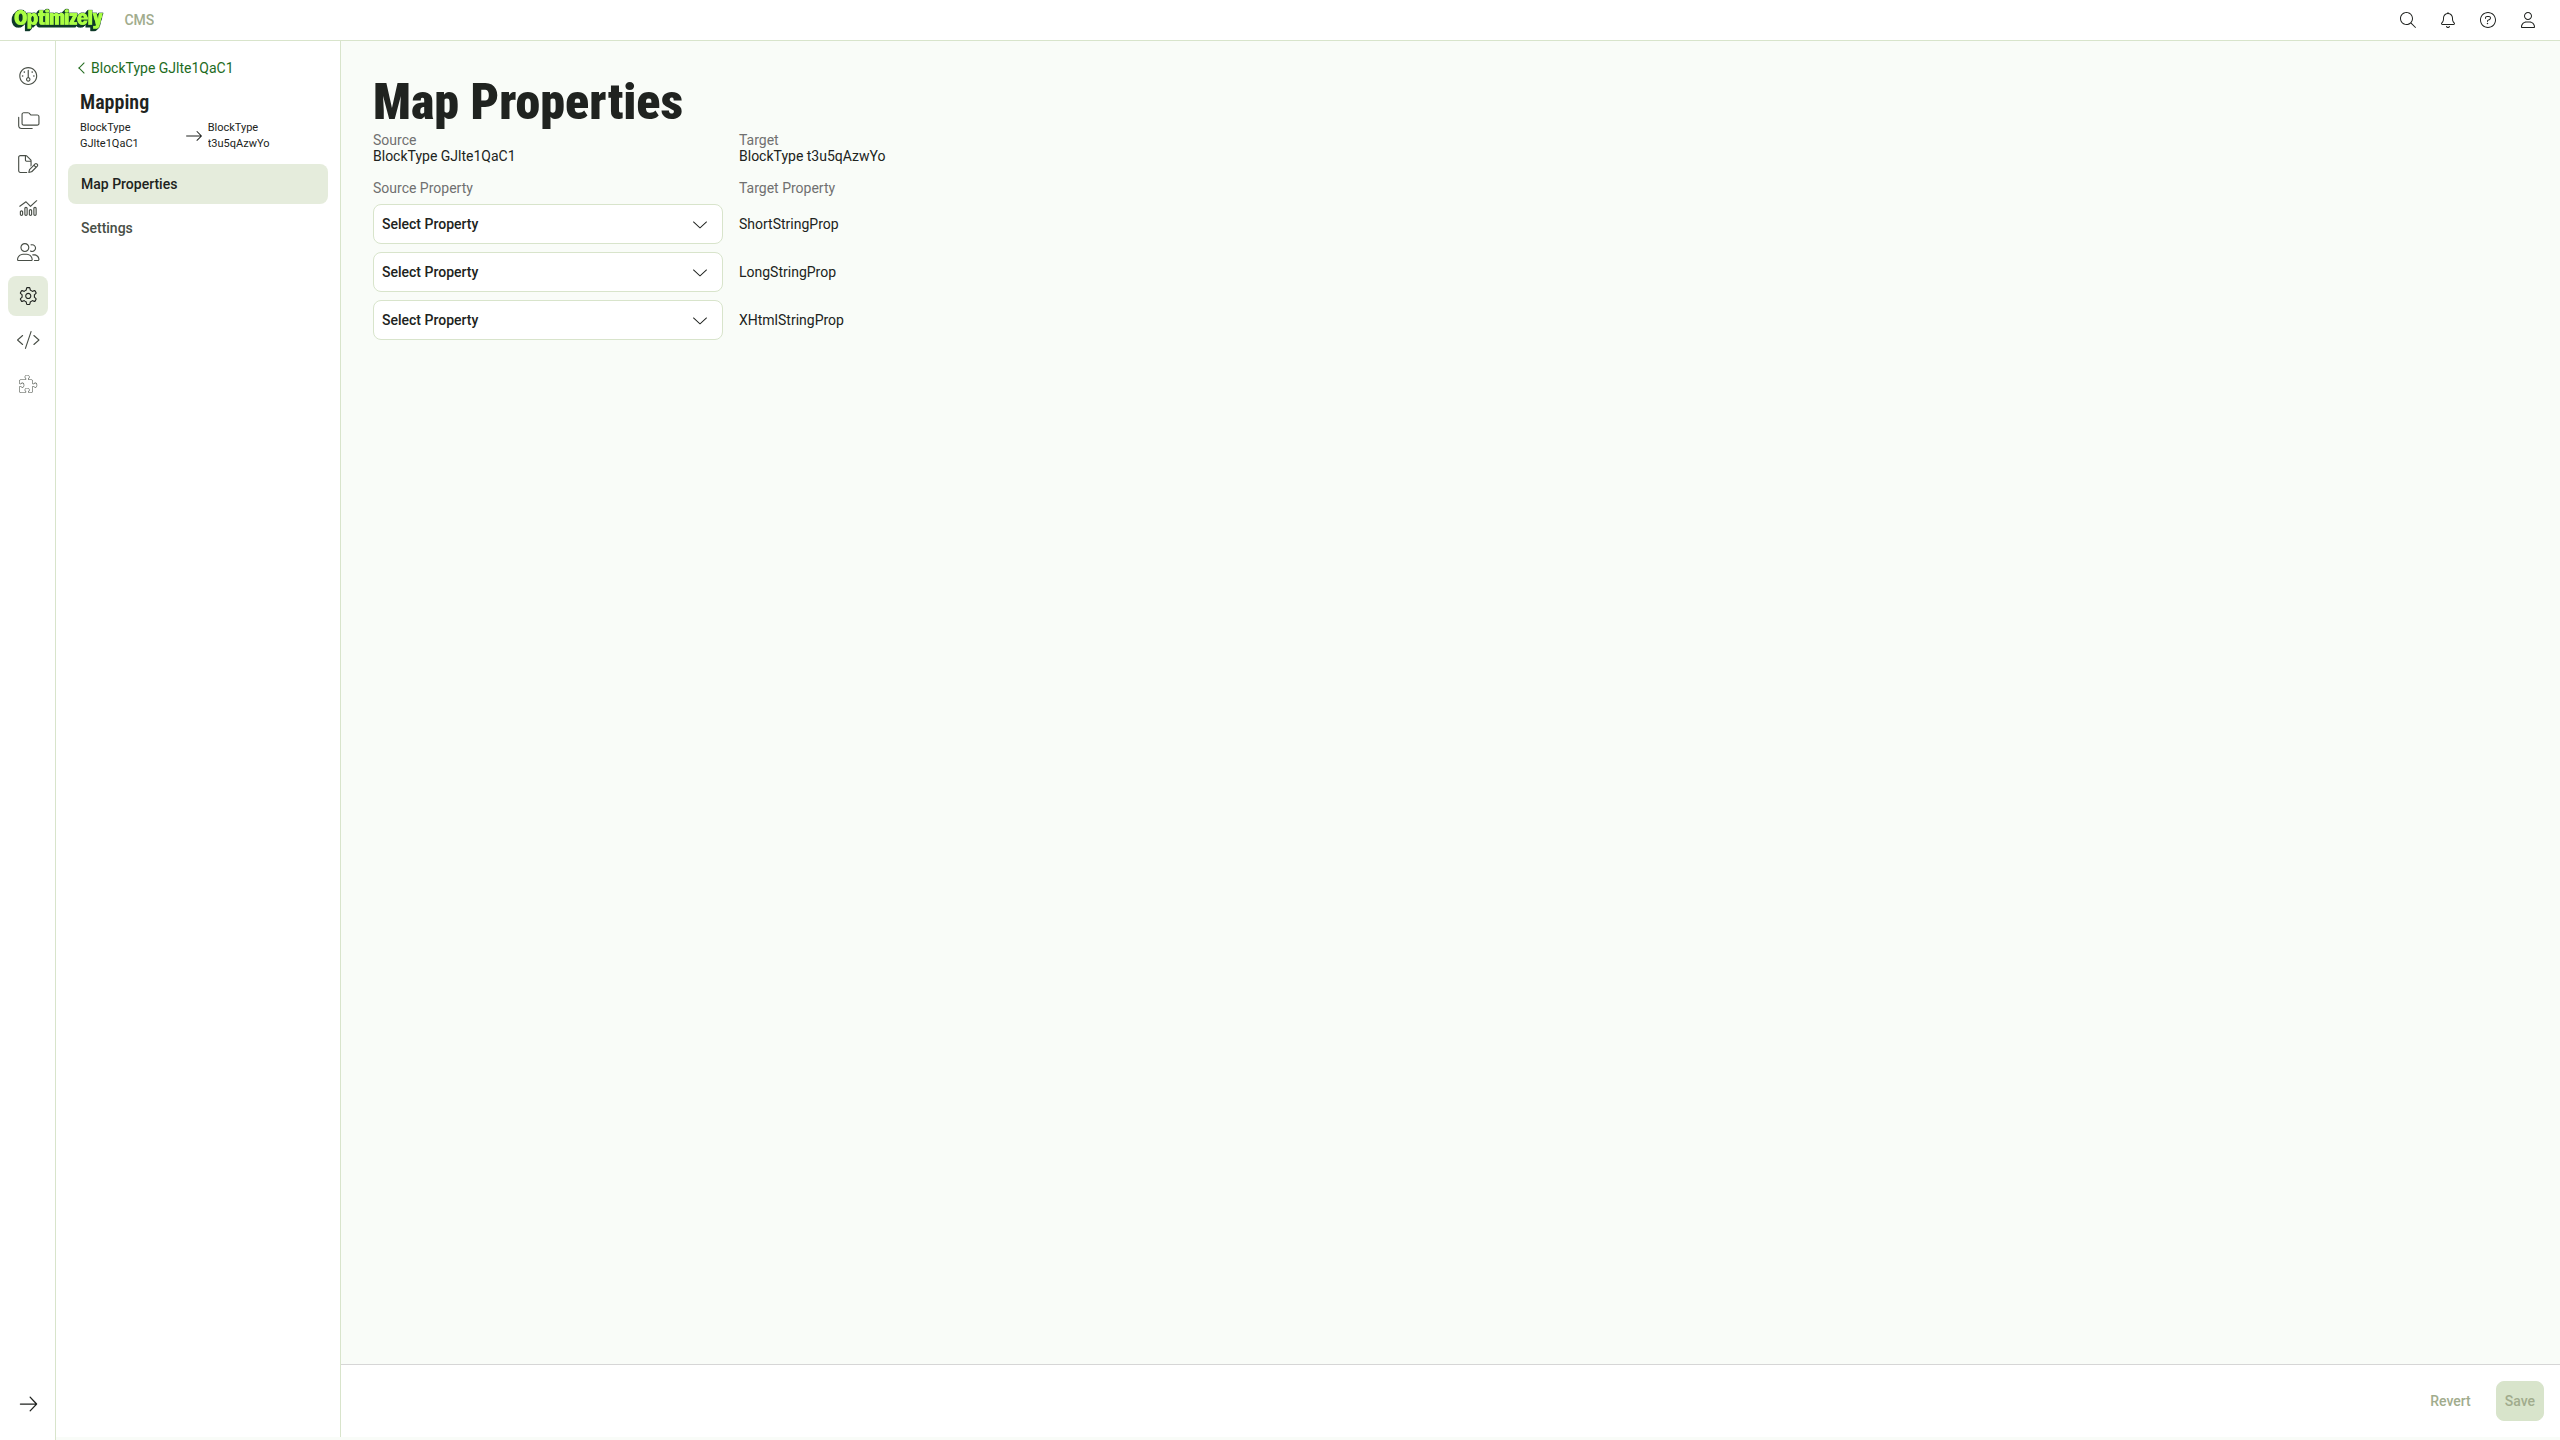 Optimizely CMS
BlockType GJlte1QaC1
Mapping
BlockType
GJlte1QaC1
BlockType
t3u5qAzwYo
Map Properties
Settings
Map Properties
Source
BlockType GJlte1QaC1
Target
BlockType t3u5qAzwYo
Source Property
Target Property
Select Property
ShortStringProp
Select Property
LongStringProp
Select Property
XHtmlStringProp
Revert
Save